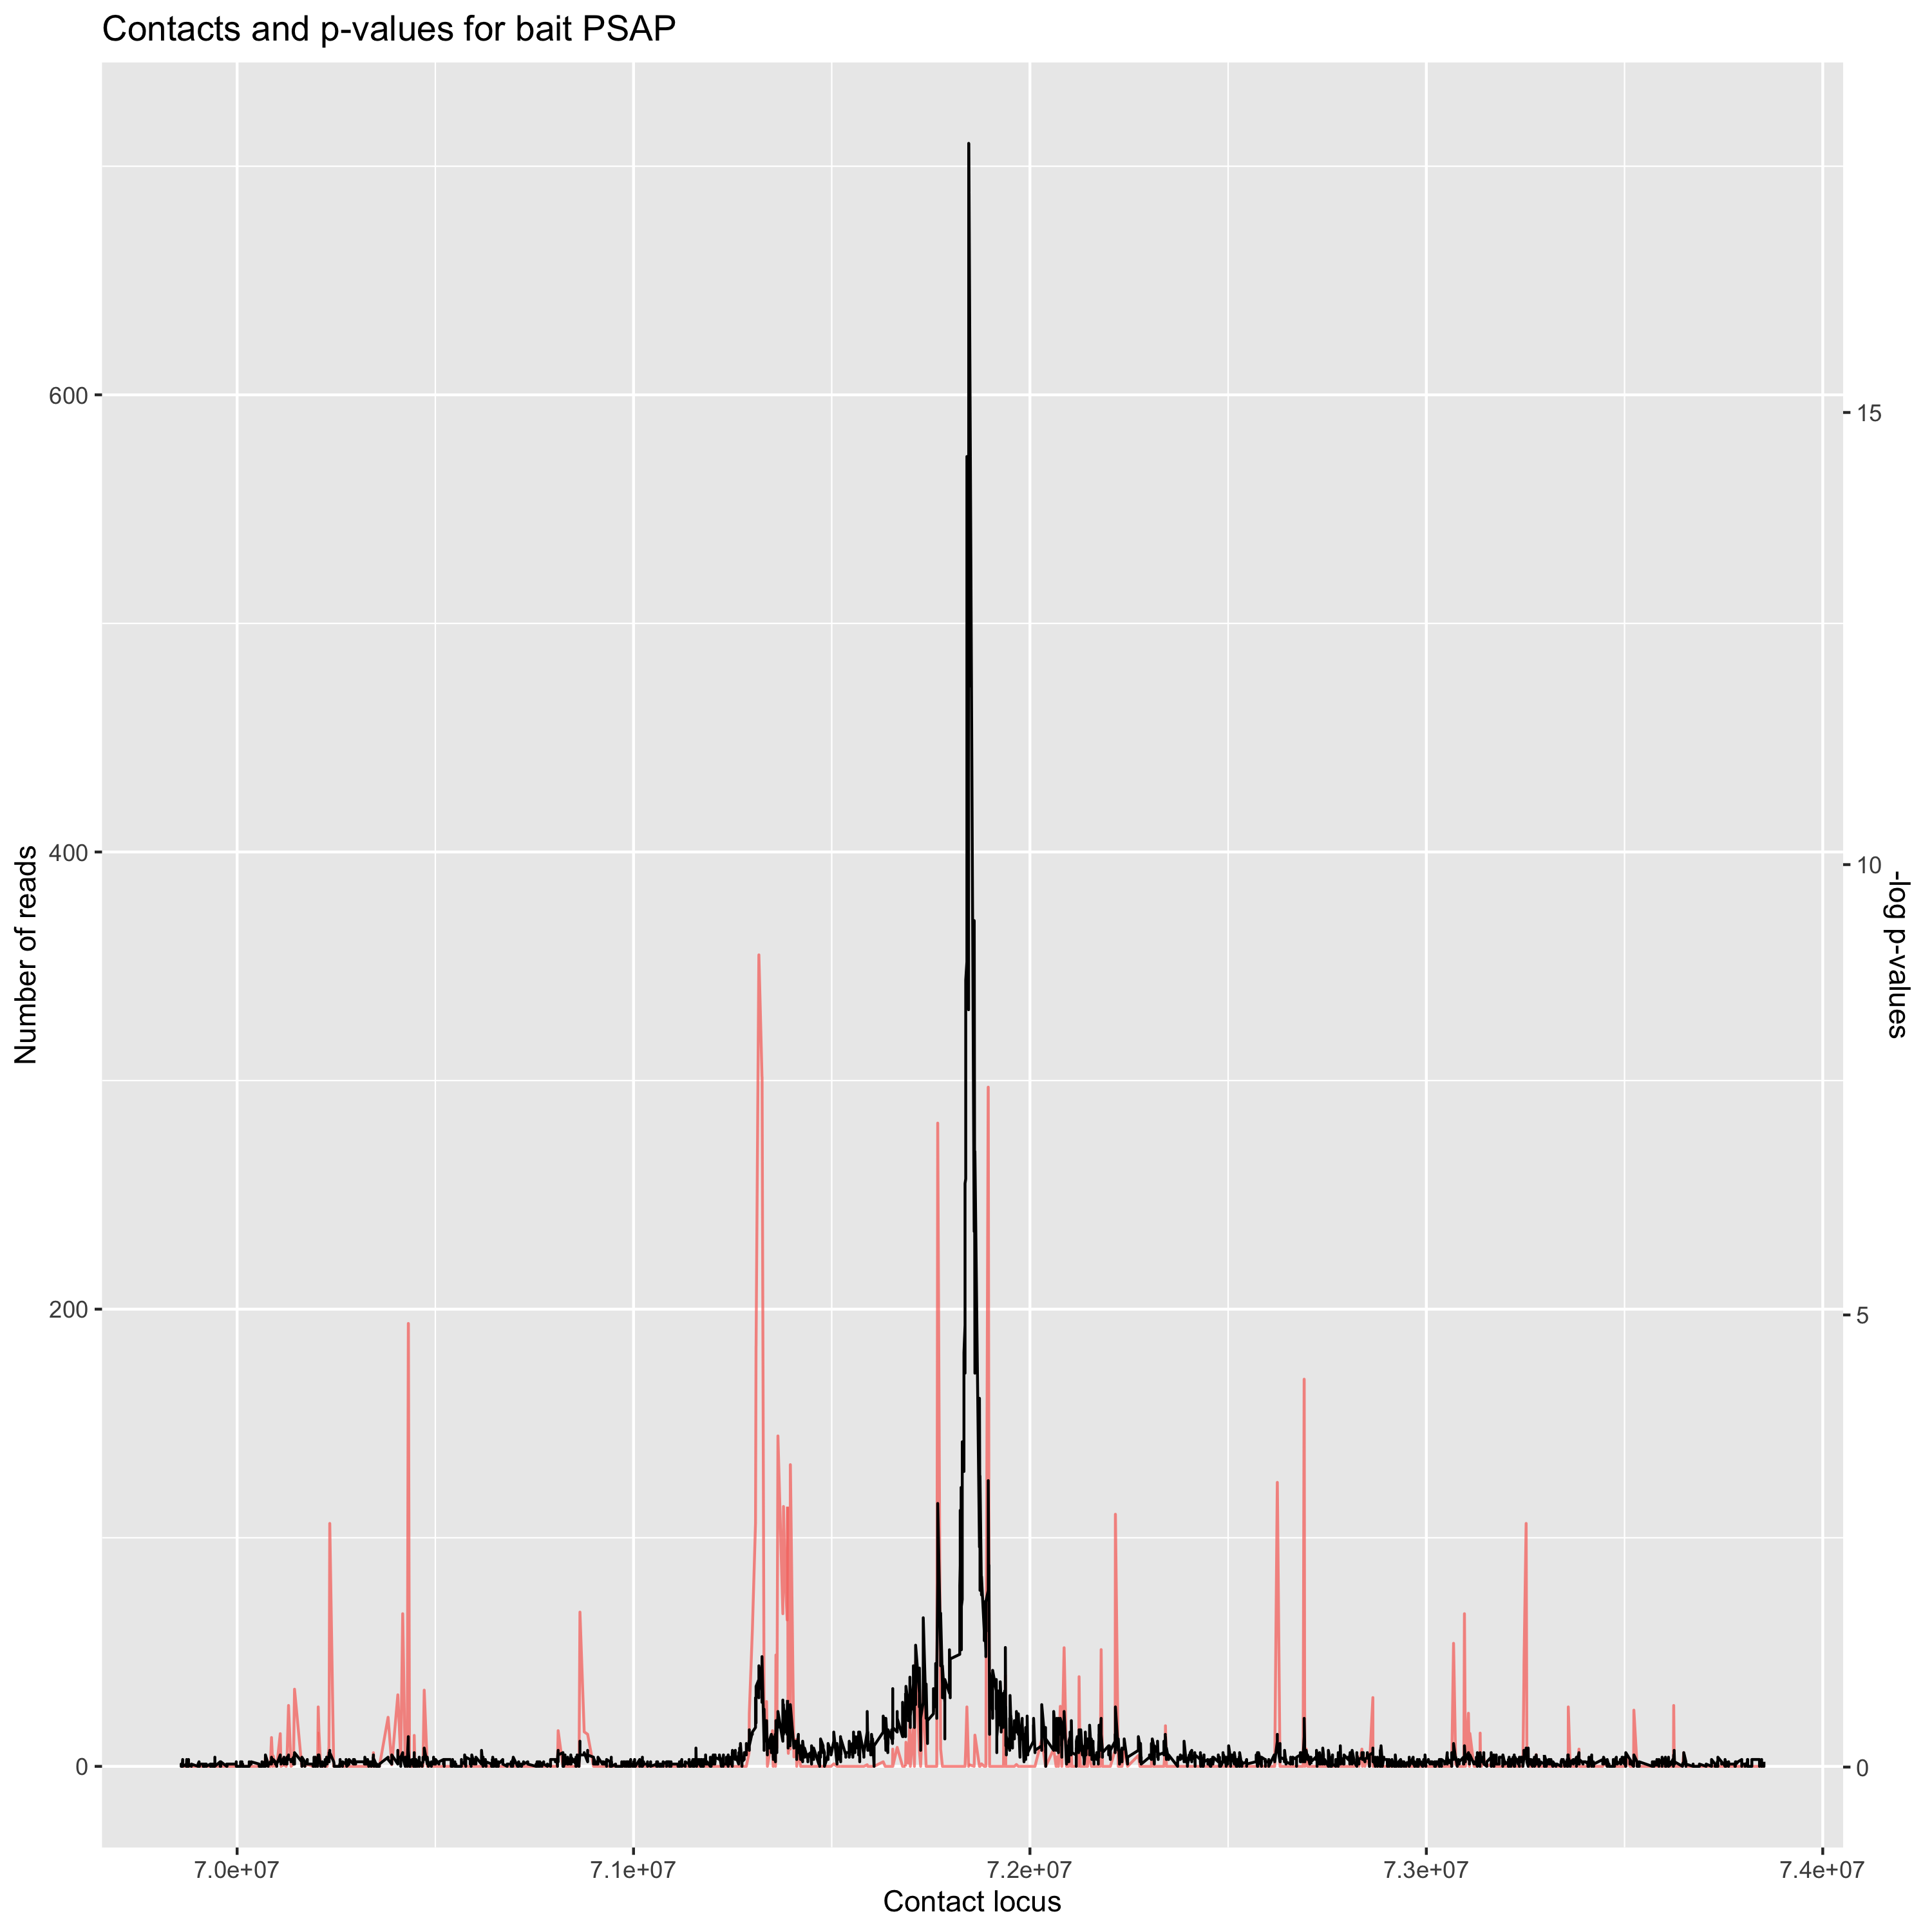 Contacts and p-values for bait PSAP
Number of reads
600
400
200
0
15
10
5
0
-log p-values
7.0e+07 7.1e+07 7.2e+07 7.3e+07 7.4e+07
Contact locus